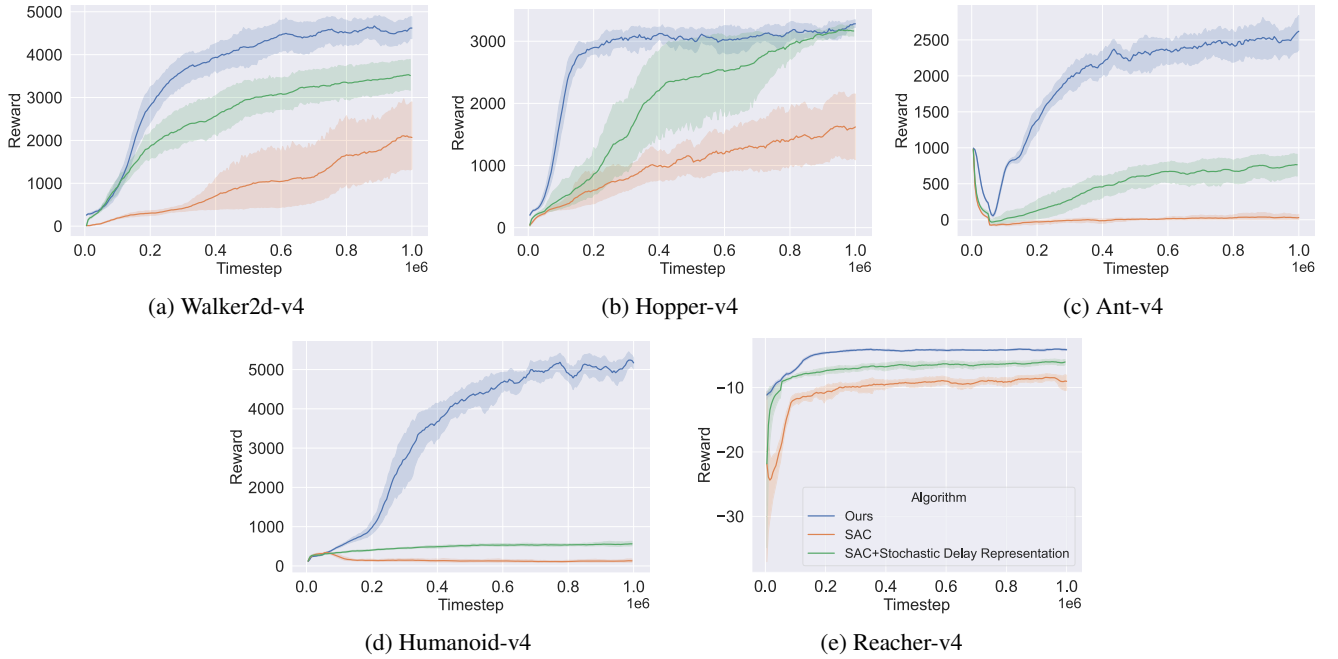 5000
4000
3000
2000
1000
0
Reward
0.0 0.2 0.4 0.6 0.8 1.0
Timestep
1e6
(a) Walker2d-v4
3000
2000
1000
0
Reward
0.0 0.2 0.4 0.6 0.8 1.0
Timestep
1e6
(b) Hopper-v4
2500
2000
1500
1000
500
0
Reward
0.0 0.2 0.4 0.6 0.8 1.0
Timestep
1e6
(c) Ant-v4
5000
4000
3000
2000
1000
0
Reward
0.0 0.2 0.4 0.6 0.8 1.0
Timestep
1e6
(d) Humanoid-v4
−10
−20
−30
Reward
Algorithm
Ours
SAC
SAC+Stochastic Delay Representation
0.0 0.2 0.4 0.6 0.8 1.0
Timestep
1e6
(e) Reacher-v4